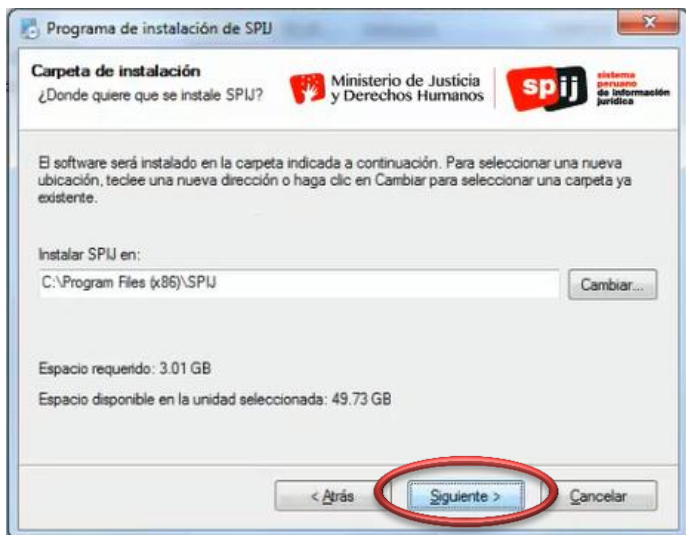 Programa de instalación de SPIJ
Carpeta de instalación
¿Donde quiere que se instale SPIJ?
Ministerio de Justicia
y Derechos Humanos
spij
sistema
peruano
de información
jurídica
El software será instalado en la carpeta indicada a continuación. Para seleccionar una nueva
ubicación, teclee una nueva dirección o haga clic en Cambiar para seleccionar una carpeta ya
existente.
Instalar SPIJ en:
C:\Program Files (x86)\SPIJ
Cambiar...
Espacio requerido: 3.01 GB
Espacio disponible en la unidad seleccionada: 49.73 GB
< Atrás
Siguiente >
Cancelar